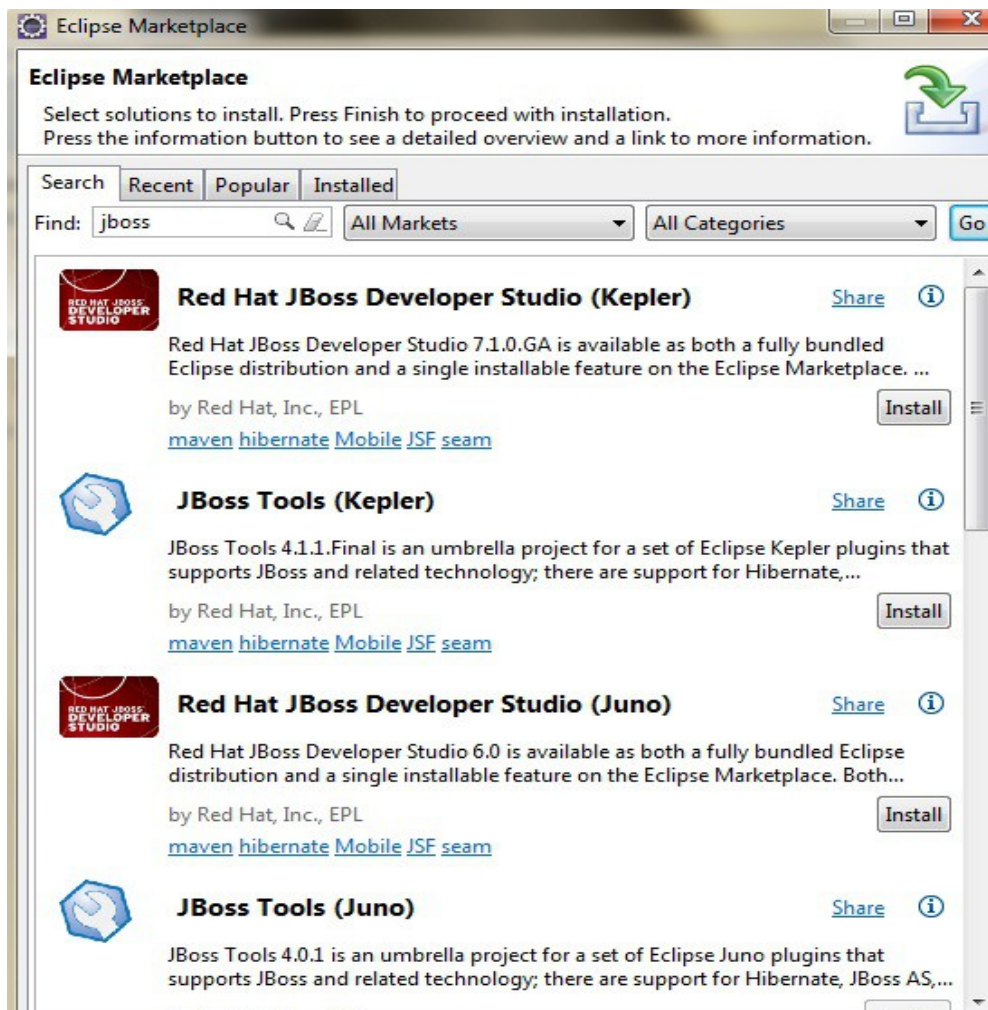 Eclipse Marketplace
Eclipse Marketplace
Select solutions to install. Press Finish to proceed with installation.
Press the information button to see a detailed overview and a link to more information.
Search Recent Popular Installed
Find: jboss All Markets All Categories Go
RED HAT JBOSS
DEVELOPER
STUDIO
Red Hat JBoss Developer Studio (Kepler) Share
Red Hat JBoss Developer Studio 7.1.0.GA is available as both a fully bundled
Eclipse distribution and a single installable feature on the Eclipse Marketplace. ...
by Red Hat, Inc., EPL Install
maven hibernate Mobile JSF seam
JBoss Tools (Kepler) Share
JBoss Tools 4.1.1.Final is an umbrella project for a set of Eclipse Kepler plugins that
supports JBoss and related technology; there are support for Hibernate,...
by Red Hat, Inc., EPL Install
maven hibernate Mobile JSF seam
RED HAT JBOSS
DEVELOPER
STUDIO
Red Hat JBoss Developer Studio (Juno) Share
Red Hat JBoss Developer Studio 6.0 is available as both a fully bundled Eclipse
distribution and a single installable feature on the Eclipse Marketplace. Both...
by Red Hat, Inc., EPL Install
maven hibernate Mobile JSF seam
JBoss Tools (Juno) Share
JBoss Tools 4.0.1 is an umbrella project for a set of Eclipse Juno plugins that
supports JBoss and related technology; there are support for Hibernate, JBoss AS,...